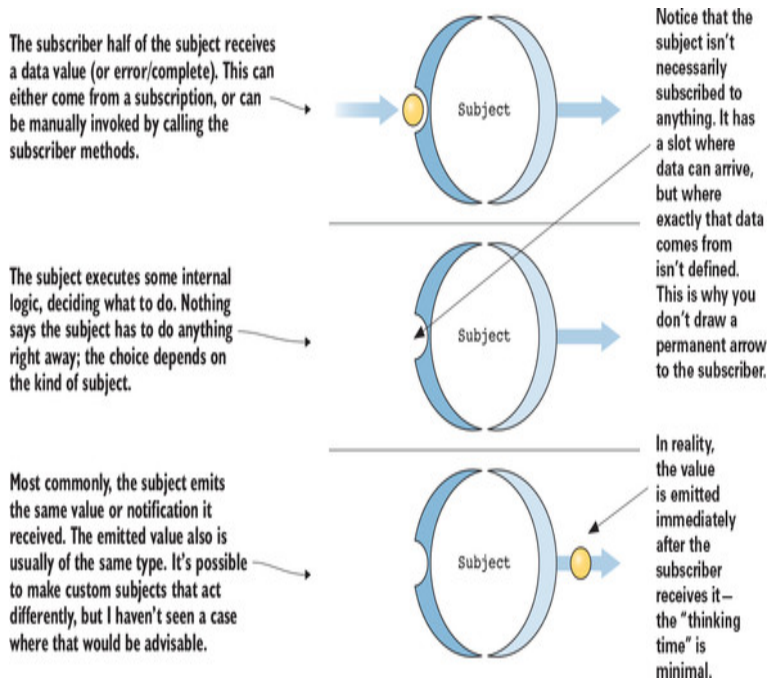 The subscriber half of the subject receives
a data value (or error/complete). This can
either come from a subscription, or can
be manually invoked by calling the
subscriber methods.
Subject
Notice that the
subject isn't
necessarily
subscribed to
anything. It has
a slot where
data can arrive,
but where
exactly that data
comes from
isn't defined.
This is why you
don't draw a
permanent arrow
to the subscriber.
The subject executes some internal
logic, deciding what to do. Nothing
says the subject has to do anything
right away; the choice depends on
the kind of subject.
Subject
Most commonly, the subject emits
the same value or notification it
received. The emitted value also is
usually of the same type. It's possible
to make custom subjects that act
differently, but I haven't seen a case
where that would be advisable.
Subject
In reality,
the value
is emitted
immediately
after the
subscriber
receives it—
the "thinking
time" is
minimal.